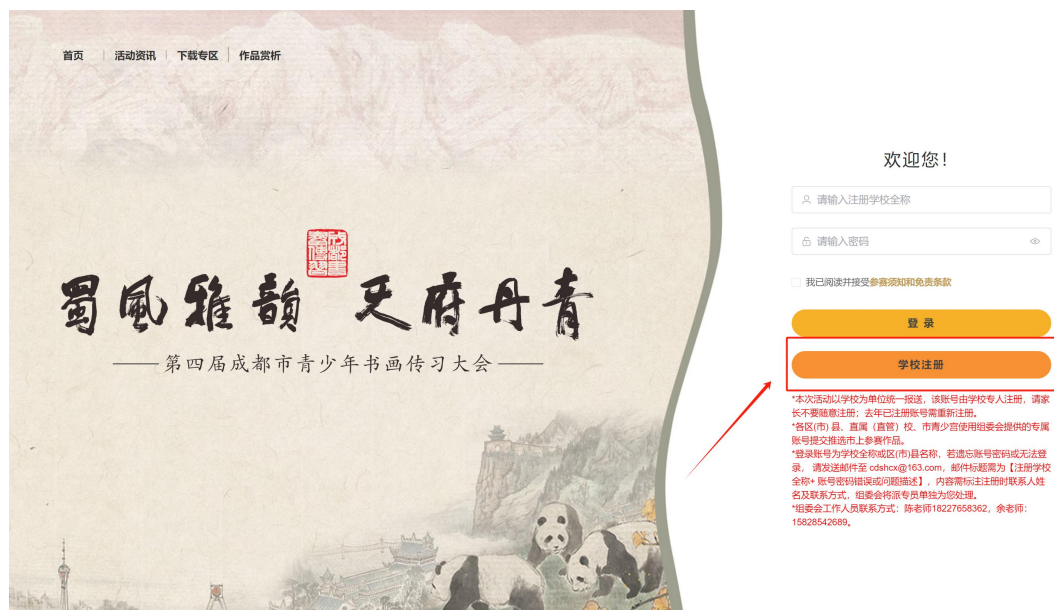 首页 活动资讯 下载专区 作品赏析
蜀風雅韻 天府丹青
第四届成都市青少年书画传习大会
欢迎您!
请输入注册学校全称
请输入密码
我已阅读并接受参赛须知和免责条款
登 录
学校注册
*本次活动以学校为单位统一报送，该账号由学校专人注册，请家
长不要随意注册；去年已注册账号需重新注册。
*各区(市) 县、直属（直管）校、市青少宫使用组委会提供的专属
账号提交推选市上参赛作品。
*登录账号为学校全称或区(市)县名称，若遗忘账号密码或无法登
录， 请发送邮件至 cdshcx@163.com，邮件标题需为【注册学校
全称+ 账号密码错误或问题描述】，内容需标注注册时联系人姓
名及联系方式，组委会将派专员单独为您处理。
*组委会工作人员联系方式：陈老师18227658362，余老师：
15828542689。